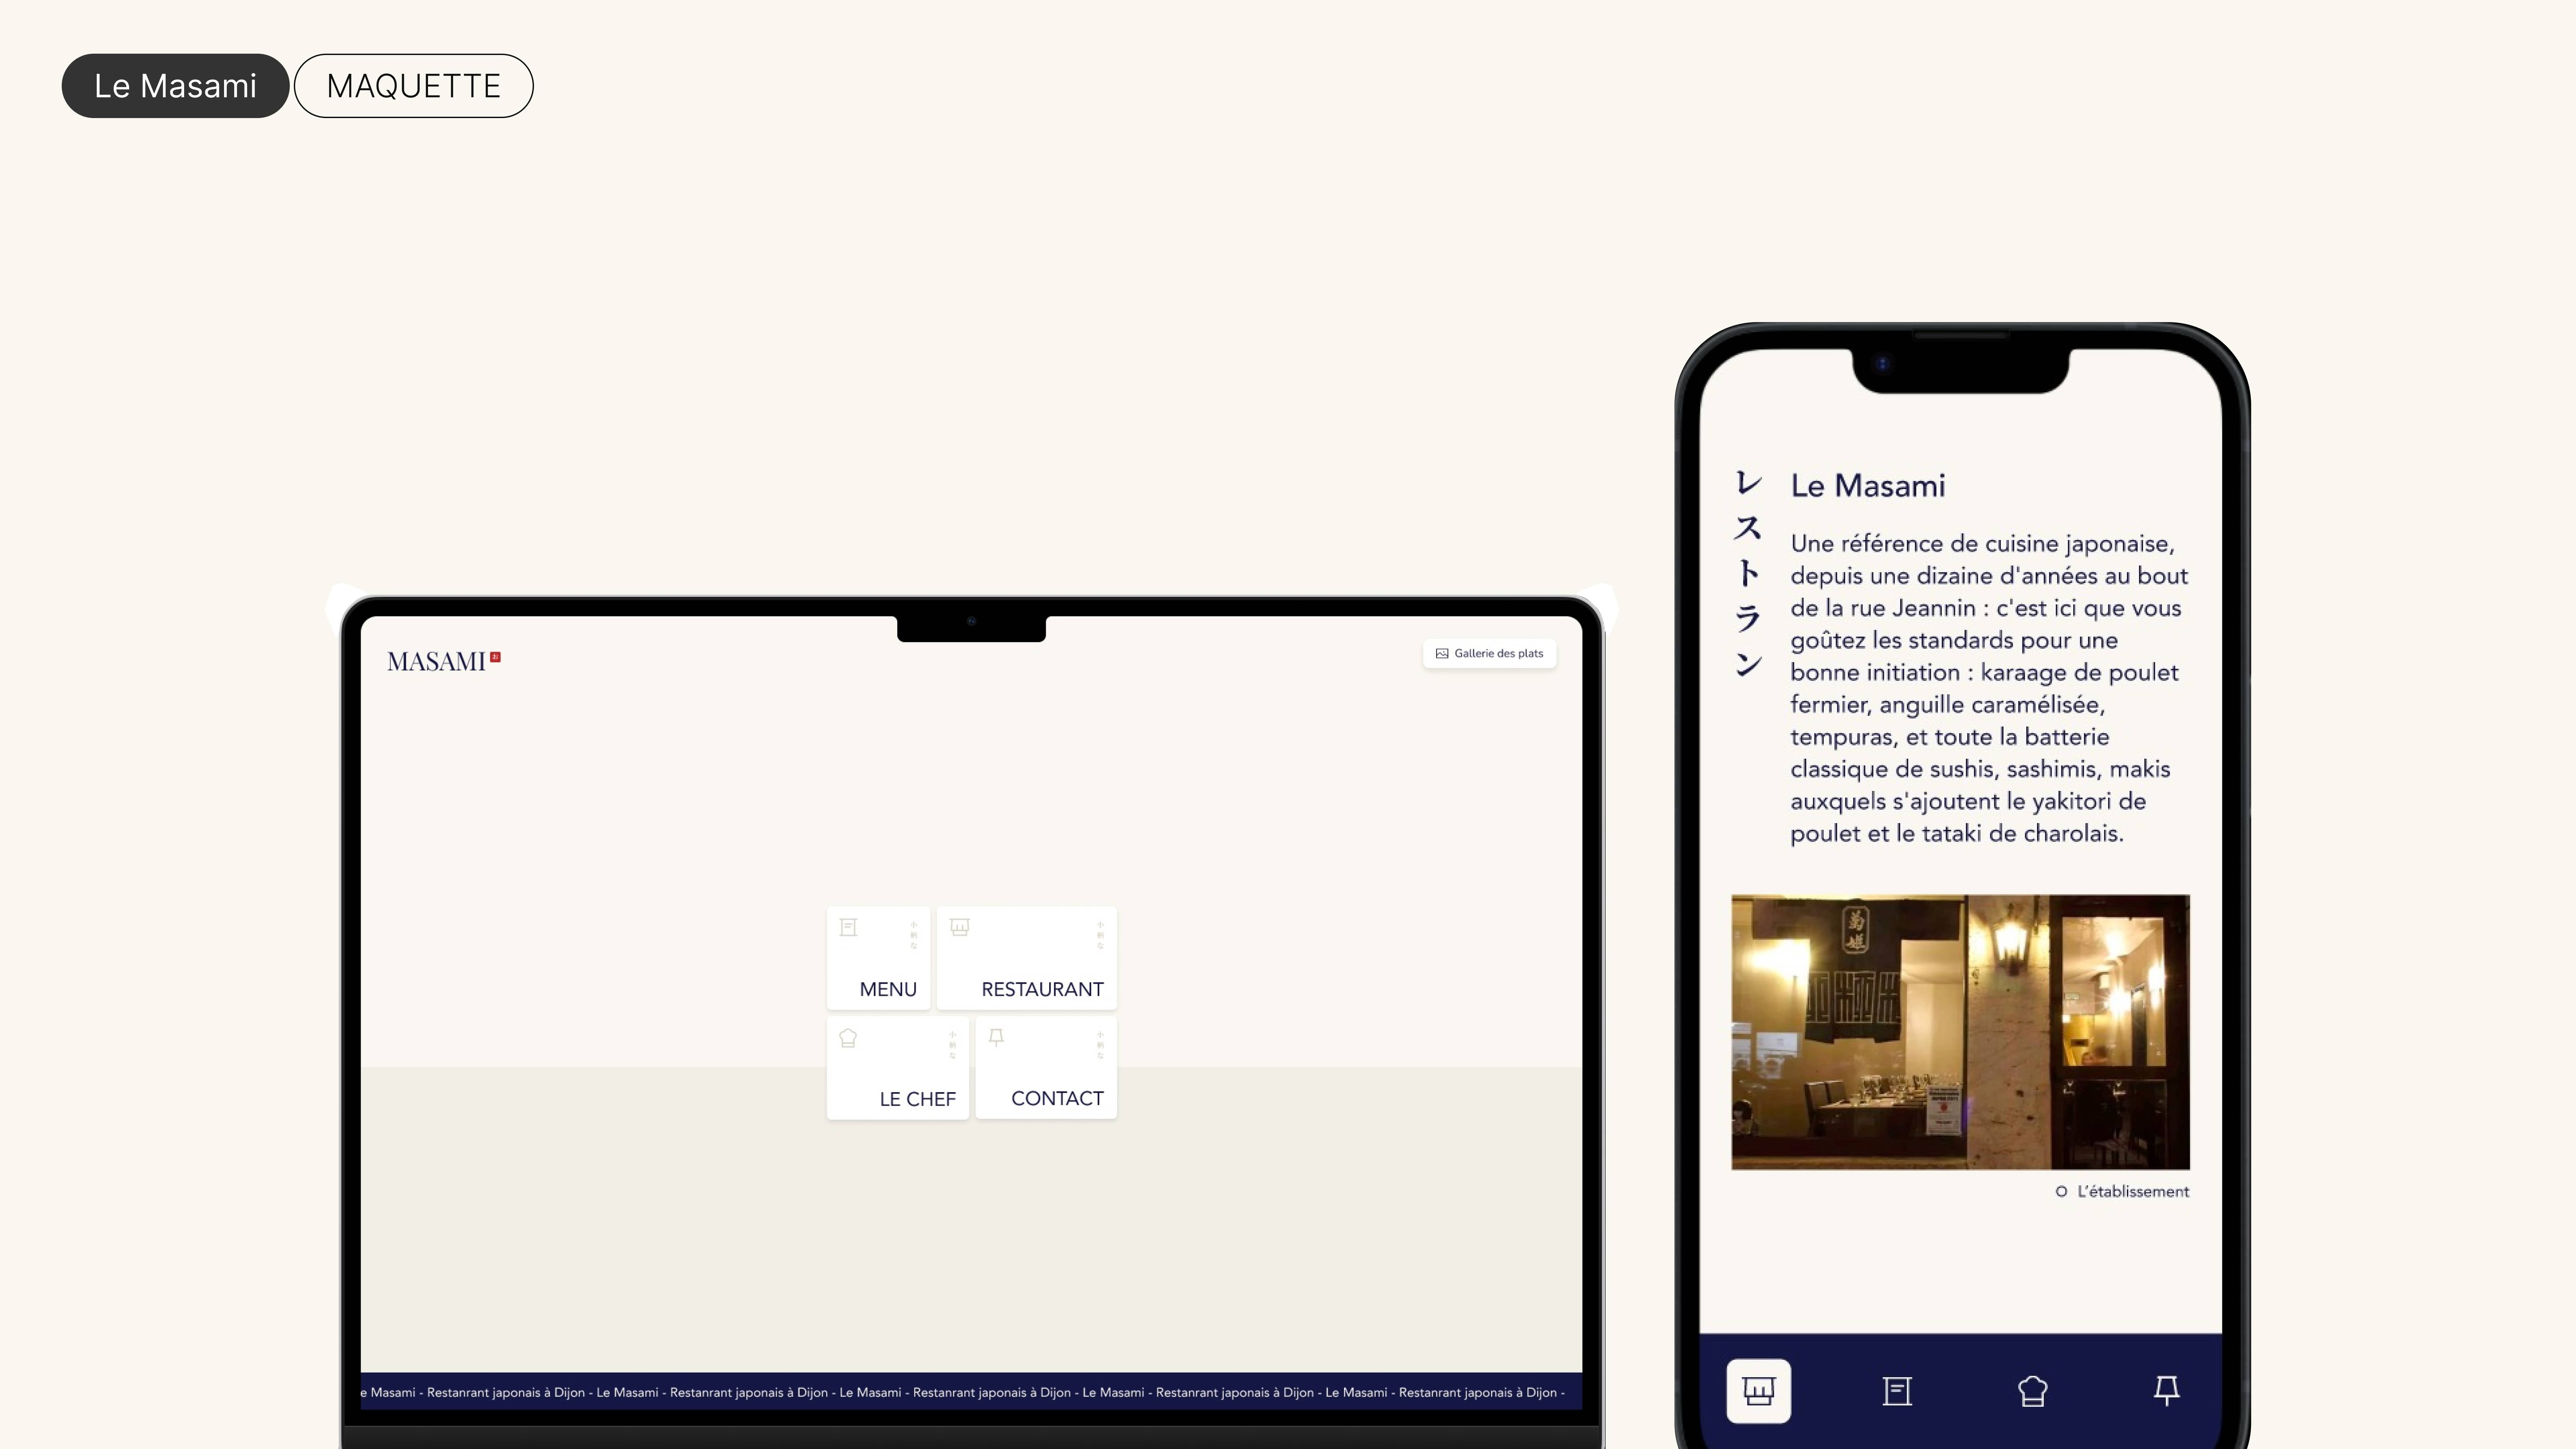 Le Masami
MAQUETTE
MASAMI
Gallerie des plats
MENU
RESTAURANT
LE CHEF
CONTACT
e Masami - Restanrant japonais à Dijon - Le Masami - Restanrant japonais à Dijon - Le Masami - Restanrant japonais à Dijon - Le Masami - Restanrant japonais à Dijon - Le Masami - Restanrant japonais à Dijon -
レストラン
Le Masami
Une référence de cuisine japonaise,
depuis une dizaine d'années au bout
de la rue Jeannin : c'est ici que vous
goûtez les standards pour une
bonne initiation : karaage de poulet
fermier, anguille caramélisée,
tempuras, et toute la batterie
classique de sushis, sashimis, makis
auxquels s'ajoutent le yakitori de
poulet et le tataki de charolais.
菊姫
L'établissement